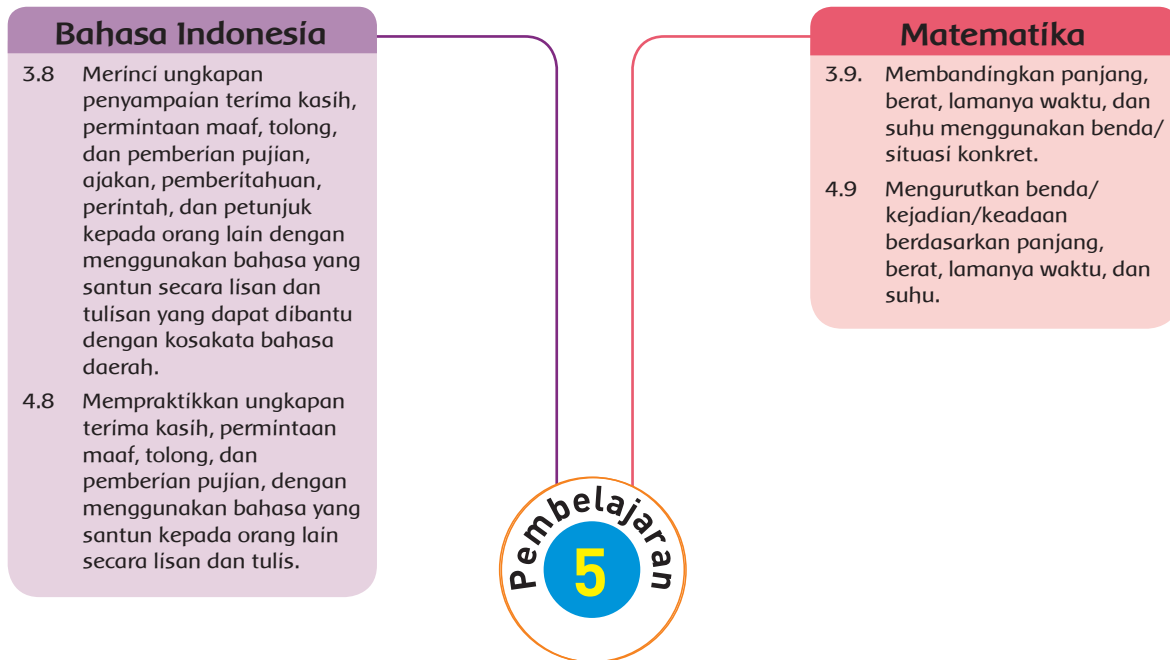 Bahasa Indonesia
3.8 Merinci ungkapan
penyampaian terima kasih,
permintaan maaf, tolong,
dan pemberian pujian,
ajakan, pemberitahuan,
perintah, dan petunjuk
kepada orang lain dengan
menggunakan bahasa yang
santun secara lisan dan
tulisan yang dapat dibantu
dengan kosakata bahasa
daerah.
4.8 Mempraktikkan ungkapan
terima kasih, permintaan
maaf, tolong, dan
pemberian pujian, dengan
menggunakan bahasa yang
santun kepada orang lain
secara lisan dan tulis.
Matematika
3.9. Membandingkan panjang,
berat, lamanya waktu, dan
suhu menggunakan benda/
situasi konkret.
4.9 Mengurutkan benda/
kejadian/keadaan
berdasarkan panjang,
berat, lamanya waktu, dan
suhu.
Pembelajaran
5